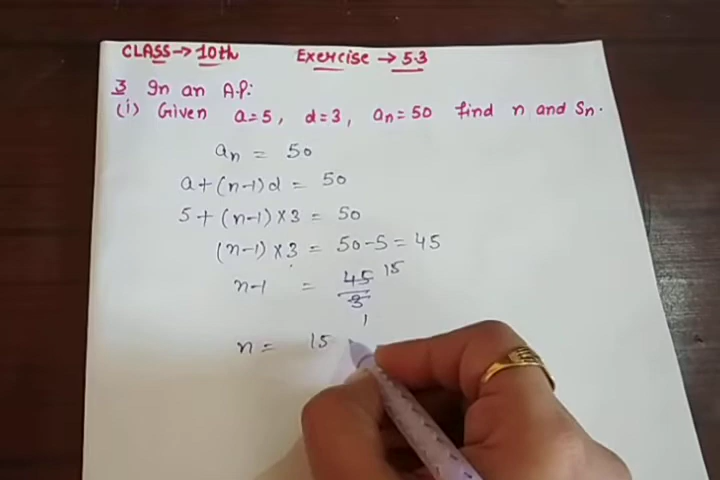 CLASS → 10th Exercise → 5.3
3 In an A.P:
(i) Given a=5, d=3, an=50 find n and Sn.
an = 50
a+(n-1)d = 50
5+(n-1)×3 = 50
(n-1)×3 = 50-5 = 45
n-1 = 45/3 15 1
n = 15